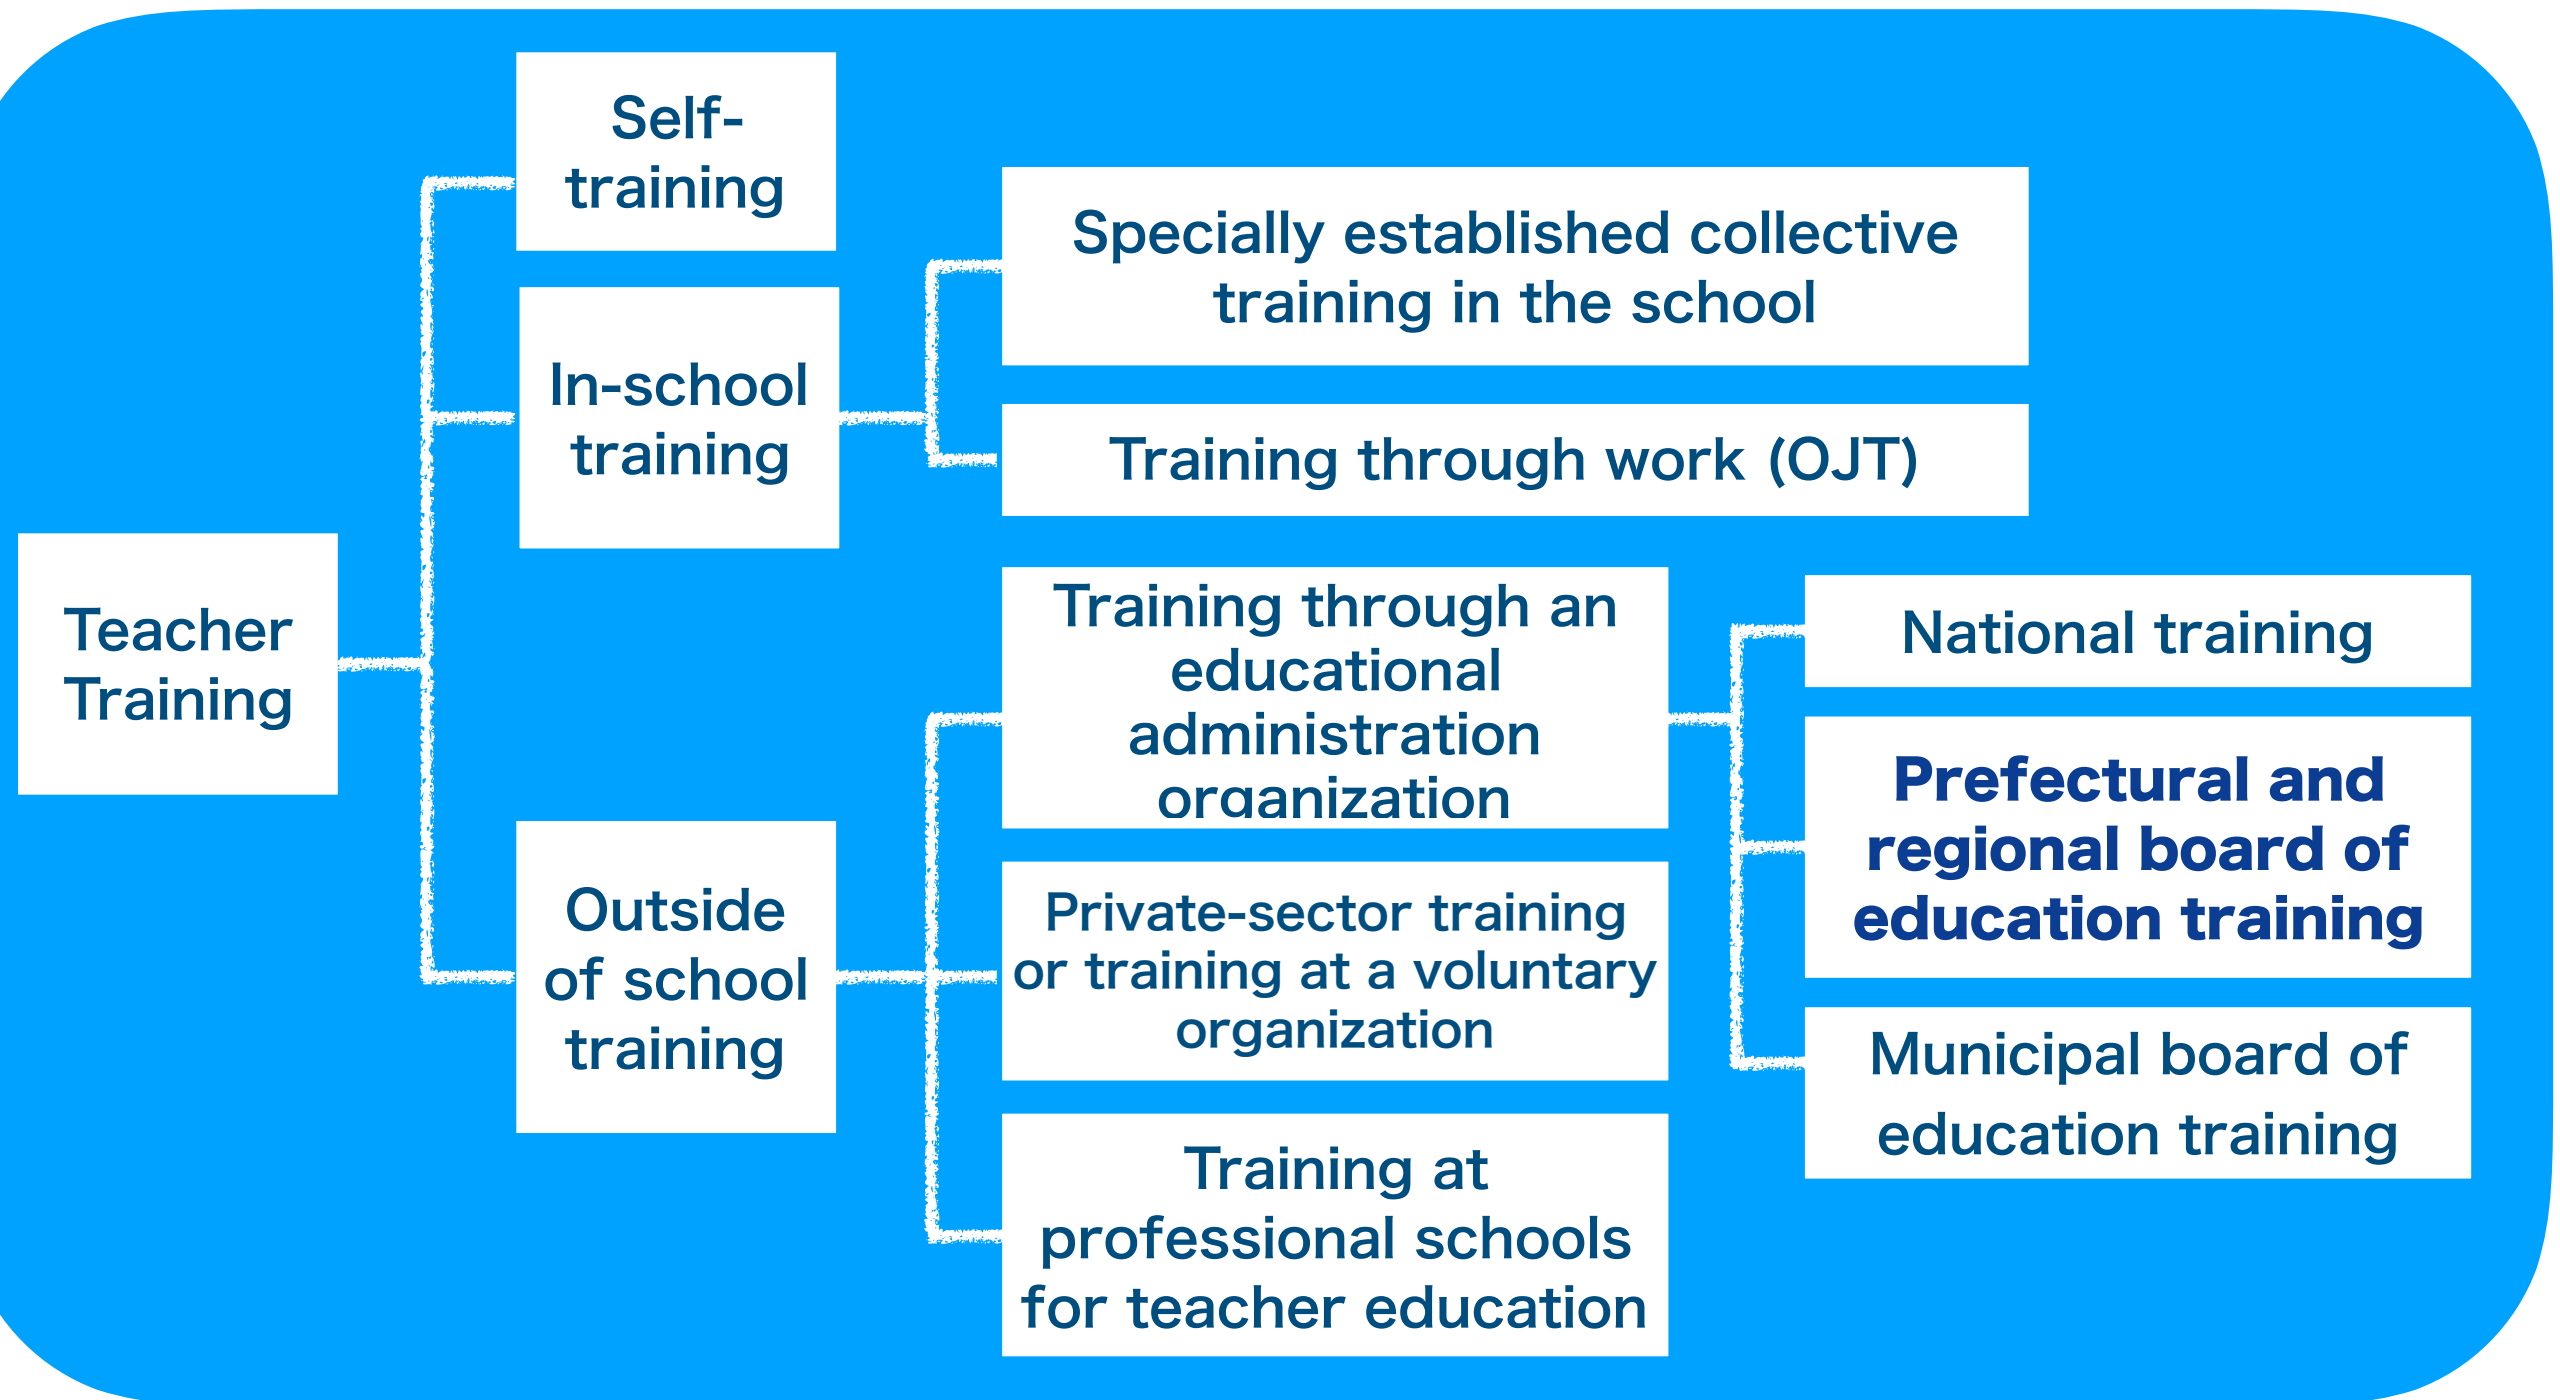 Self-
training
In-school
training
Specially established collective
training in the school
Training through work (OJT)
Teacher
Training
Outside
of school
training
Training through an
educational
administration
organization
Private-sector training
or training at a voluntary
organization
Training at
professional schools
for teacher education
National training
Prefectural and
regional board of
education training
Municipal board of
education training